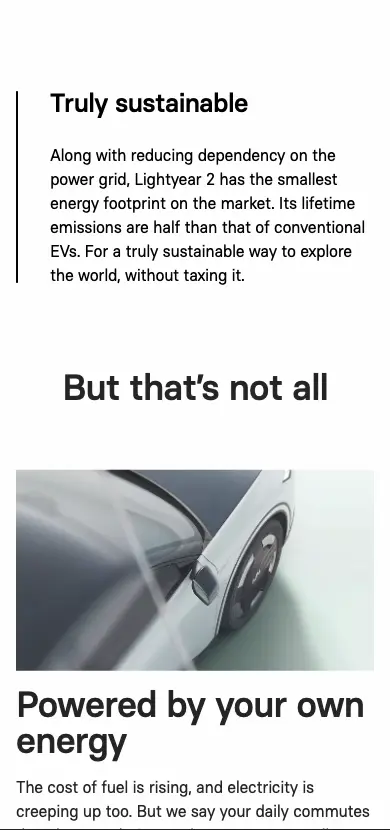 Truly sustainable
Along with reducing dependency on the
power grid, Lightyear 2 has the smallest
energy footprint on the market. Its lifetime
emissions are half than that of conventional
EVs. For a truly sustainable way to explore
the world, without taxing it.
But that’s not all
Powered by your own
energy
The cost of fuel is rising, and electricity is
creeping up too. But we say your daily commutes